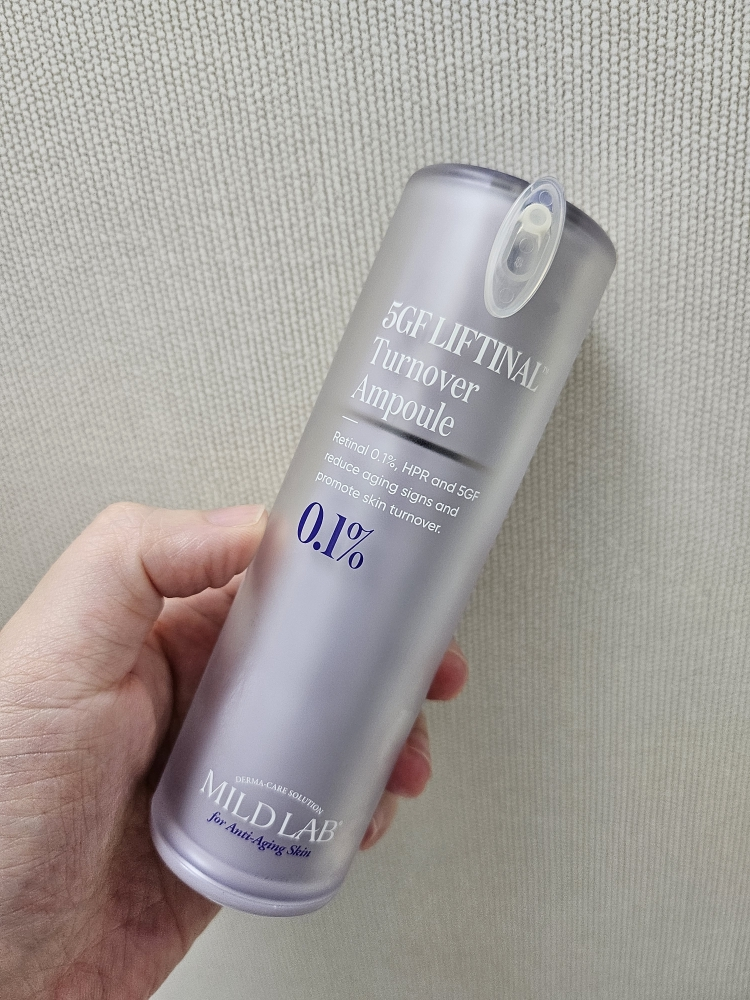 5GF LIFTINAL™
Turnover
Ampoule
Retinal 0.1%, HPR and 5GF
reduce aging signs and
promote skin turnover.
0.1%
DERMA-CARE SOLUTION
MILD LAB®
for Anti-Aging Skin